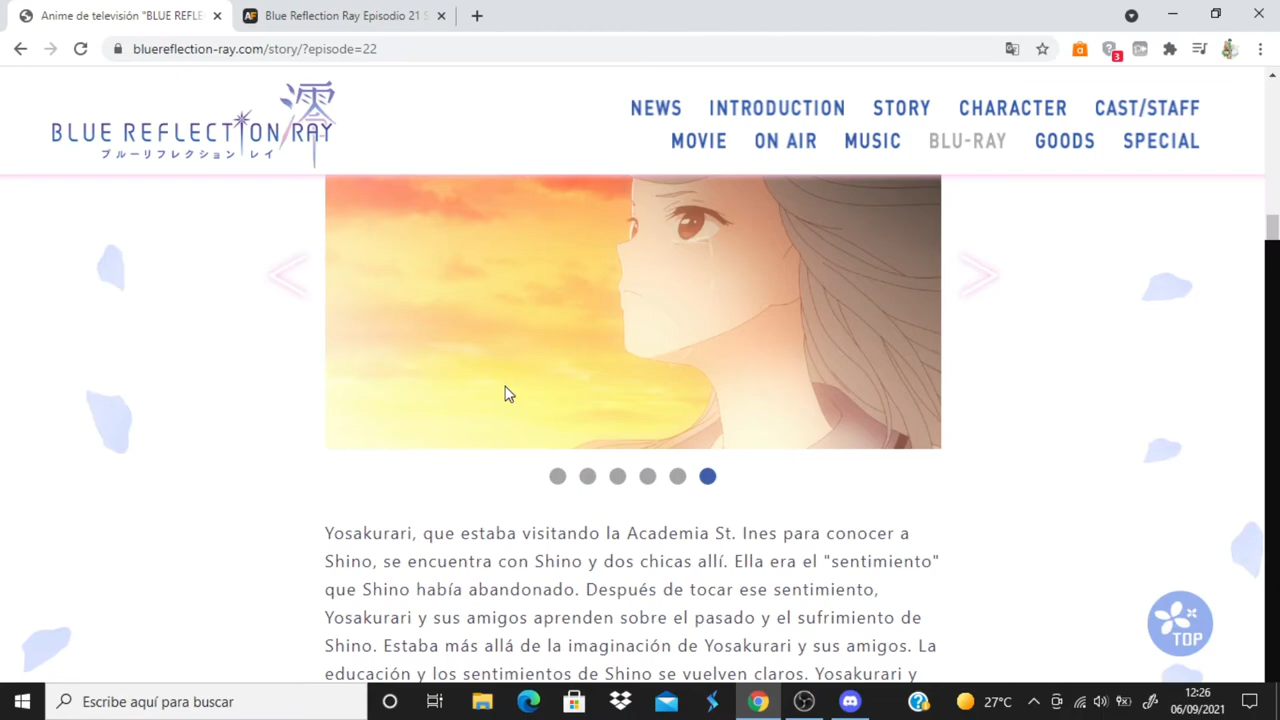 Anime de televisión "BLUE REFLE
Blue Reflection Ray Episodio 21 S
bluereflection-ray.com/story/?episode=22
3
澪
BLUE REFLECTION RAY
ブルーリフレクション レイ
NEWS INTRODUCTION STORY CHARACTER CAST/STAFF
MOVIE ON AIR MUSIC BLU-RAY GOODS SPECIAL
Yosakurari, que estaba visitando la Academia St. Ines para conocer a
Shino, se encuentra con Shino y dos chicas allí. Ella era el "sentimiento"
que Shino había abandonado. Después de tocar ese sentimiento,
Yosakurari y sus amigos aprenden sobre el pasado y el sufrimiento de
Shino. Estaba más allá de la imaginación de Yosakurari y sus amigos. La
educación y los sentimientos de Shino se vuelven claros. Yosakurari y
TOP
Escribe aquí para buscar
27°C
12:26
06/09/2021